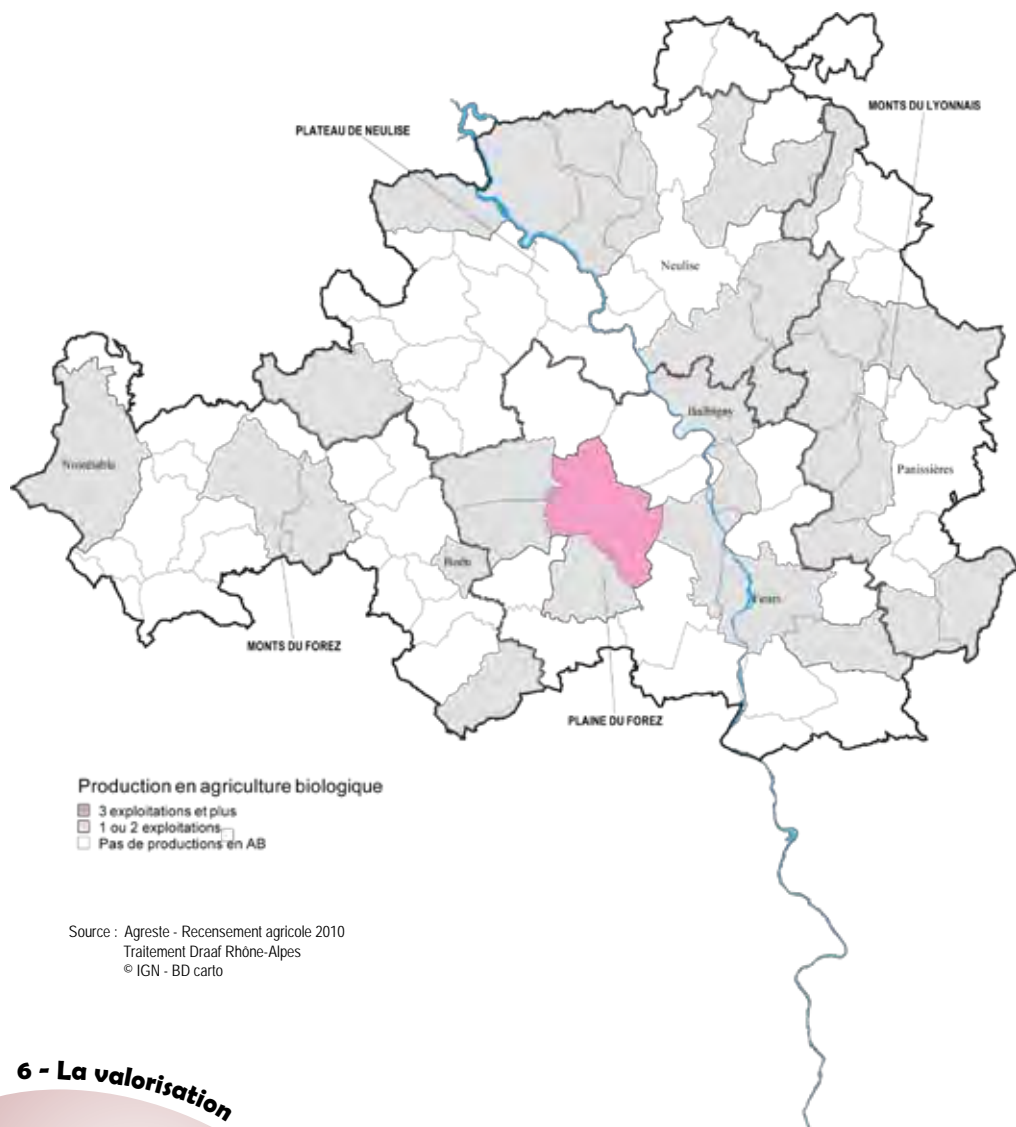 MONTS DU LYONNAIS
PLATEAU DE NEULISE
Neulise
Balbigny
Noirétable
Panissières
Boën
Feurs
MONTS DU FOREZ
PLAINE DU FOREZ
Production en agriculture biologique
3 exploitations et plus
1 ou 2 exploitations
Pas de productions en AB
Source : Agreste - Recensement agricole 2010
Traitement Draaf Rhône-Alpes
© IGN - BD carto
6 - La valorisation